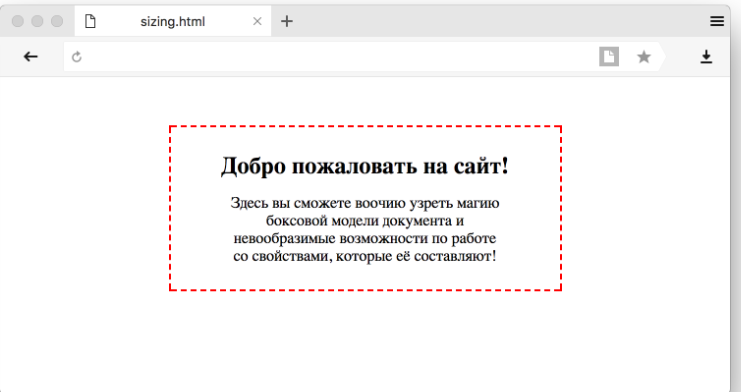 sizing.html
Добро пожаловать на сайт!
Здесь вы сможете воочию узреть магию
боксовой модели документа и
невообразимые возможности по работе
со свойствами, которые её составляют!